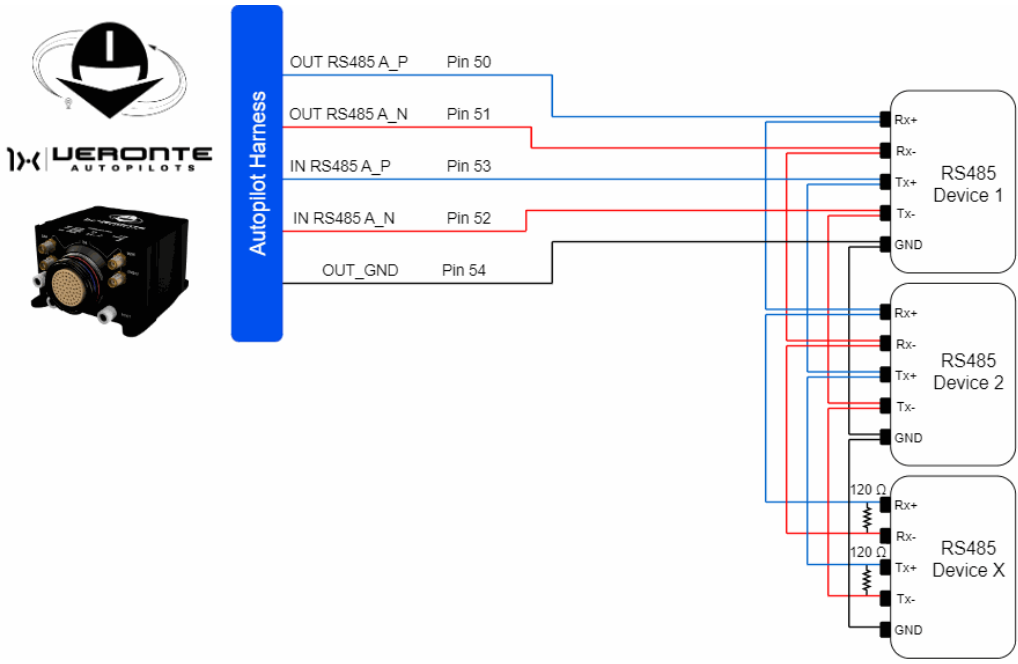 VERONTE
AUTOPILOTS
Autopilot Harness
OUT RS485 A_P Pin 50
OUT RS485 A_N Pin 51
IN RS485 A_P Pin 53
IN RS485 A_N Pin 52
OUT_GND Pin 54
Rx+
Rx-
Tx+
Tx-
GND
RS485
Device 1
Rx+
Rx-
Tx+
Tx-
GND
RS485
Device 2
120 Ω
Rx+
Rx-
120 Ω
Tx+
Tx-
GND
RS485
Device X